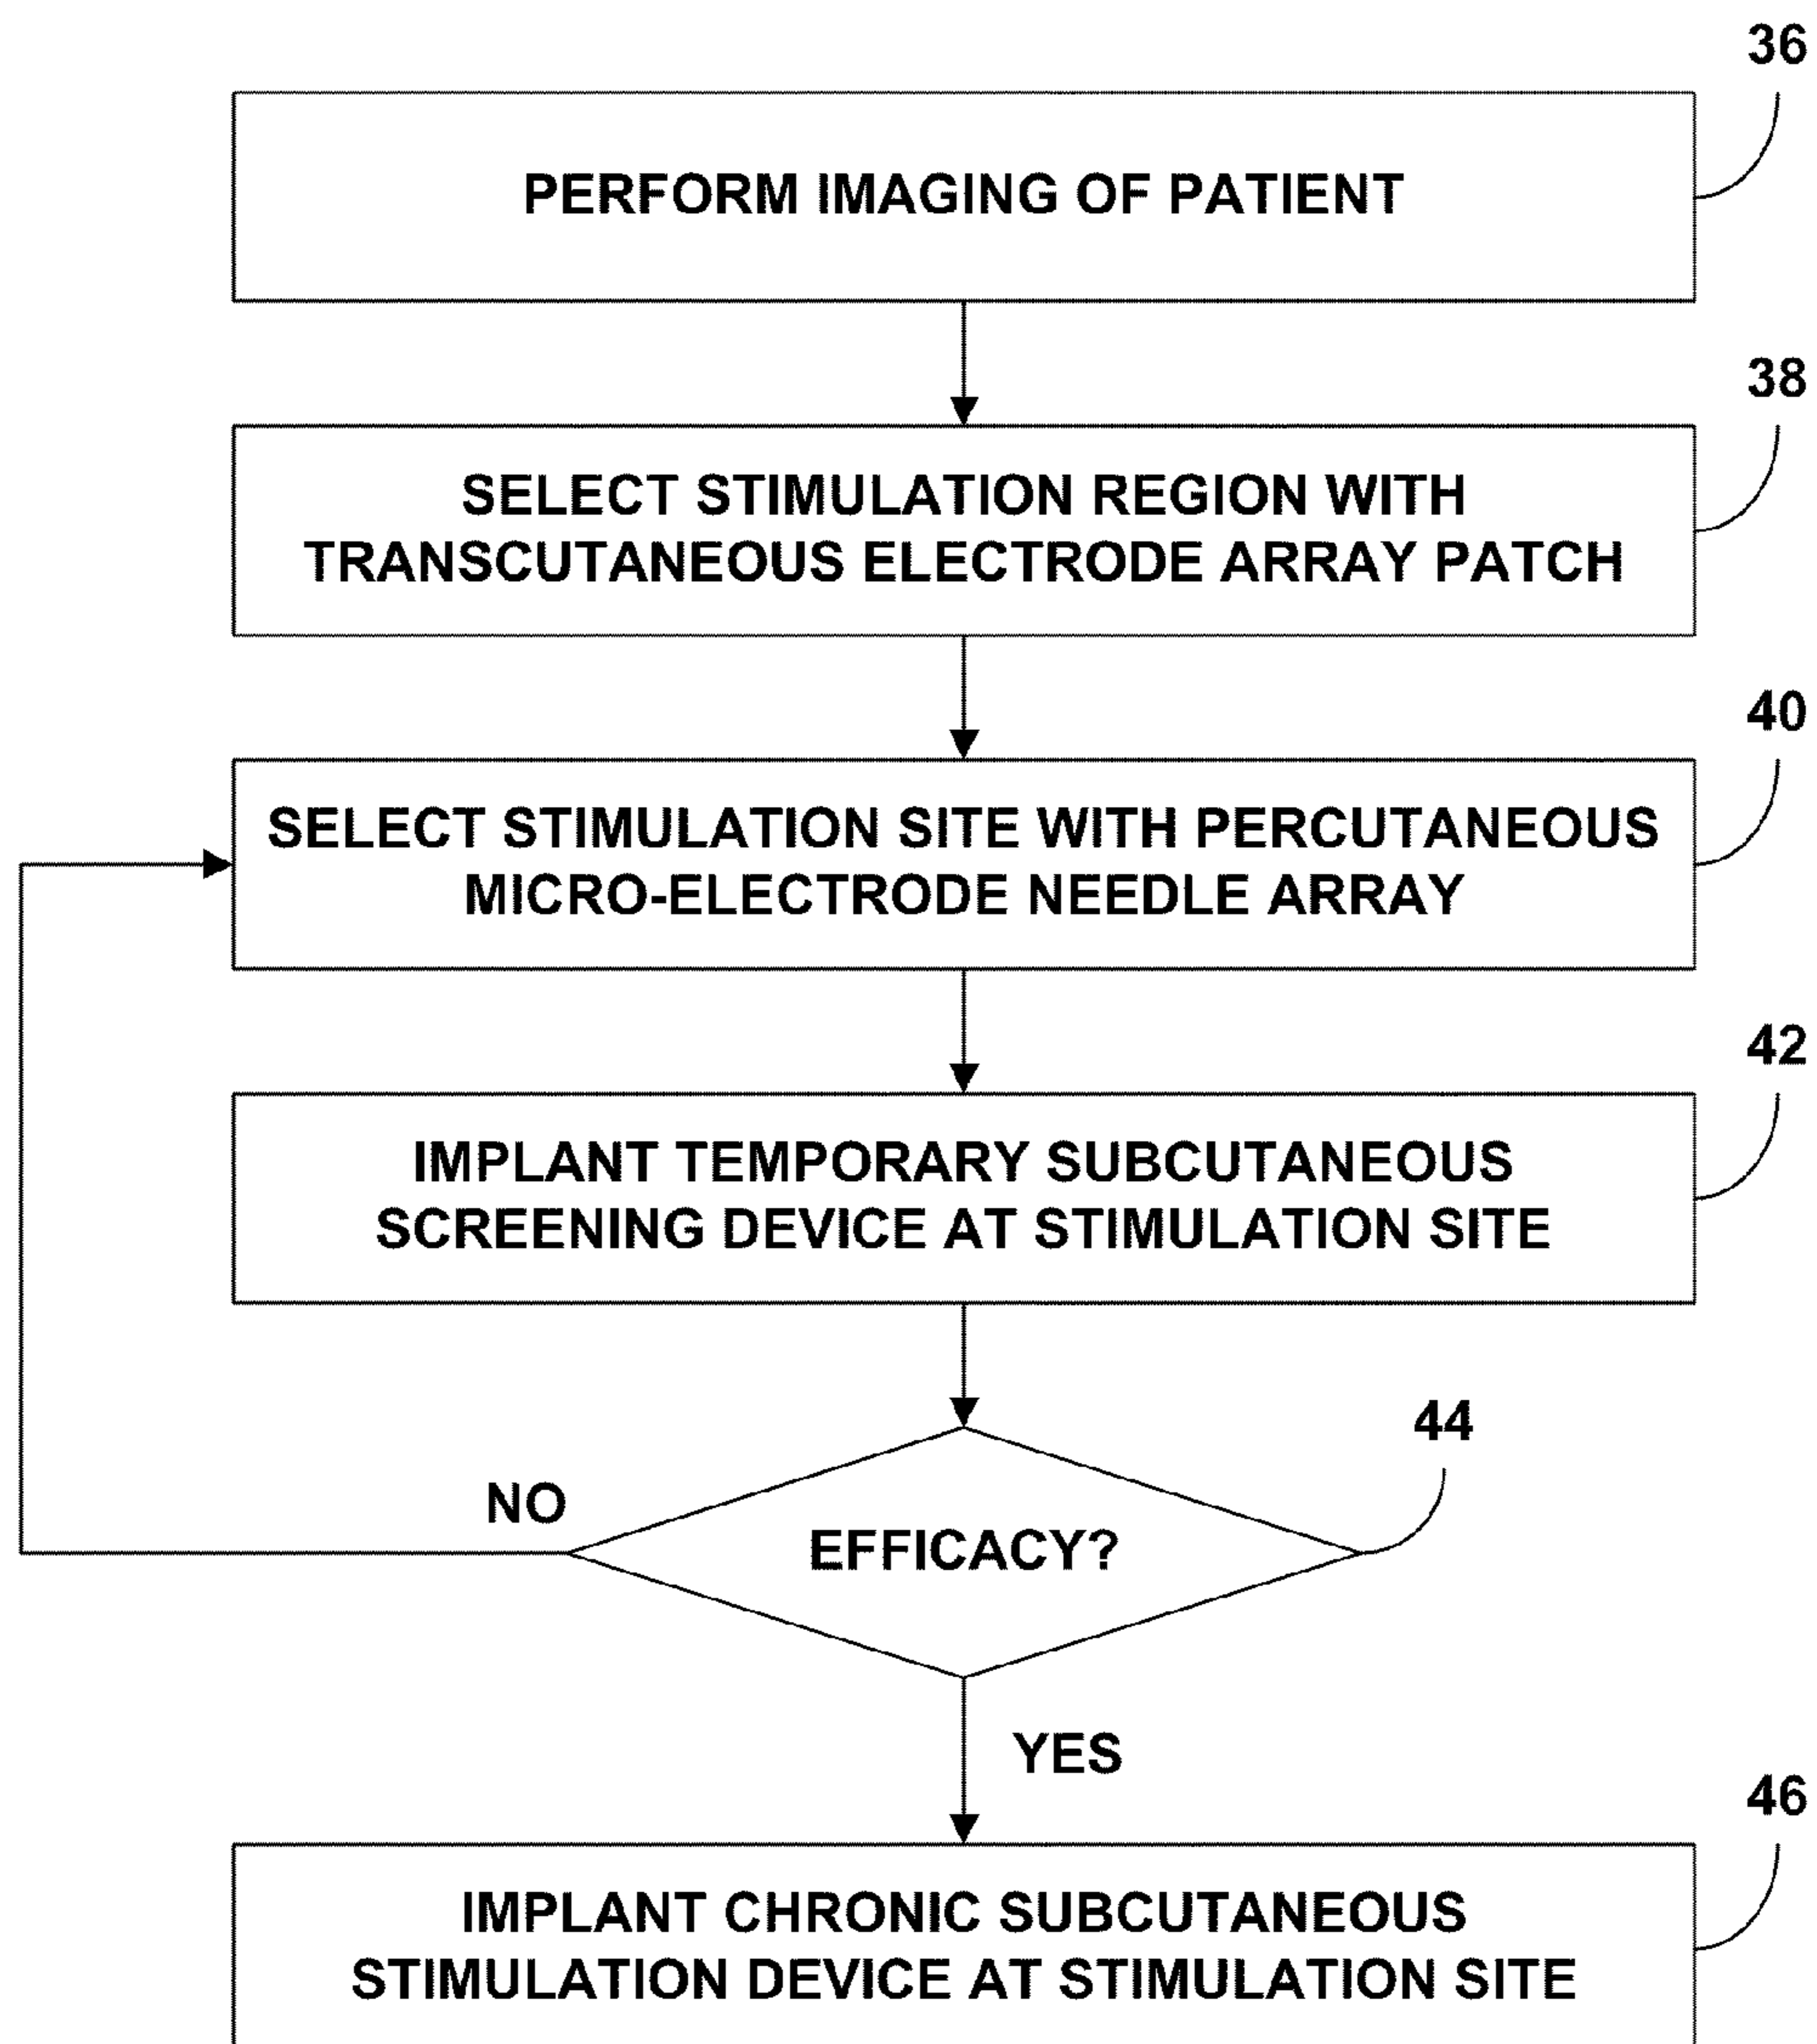 36
PERFORM IMAGING OF PATIENT
38
SELECT STIMULATION REGION WITH
TRANSCUTANEOUS ELECTRODE ARRAY PATCH
40
SELECT STIMULATION SITE WITH PERCUTANEOUS
MICRO-ELECTRODE NEEDLE ARRAY
42
IMPLANT TEMPORARY SUBCUTANEOUS
SCREENING DEVICE AT STIMULATION SITE
44
NO
EFFICACY?
YES
46
IMPLANT CHRONIC SUBCUTANEOUS
STIMULATION DEVICE AT STIMULATION SITE